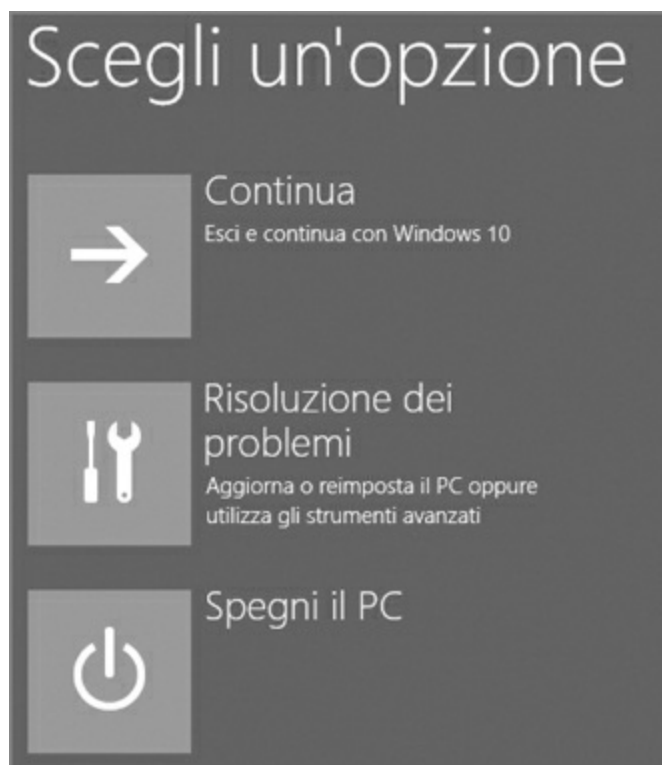 Scegli un'opzione
Continua
Esci e continua con Windows 10
Risoluzione dei
problemi
Aggiorna o reimposta il PC oppure
utilizza gli strumenti avanzati
Spegni il PC